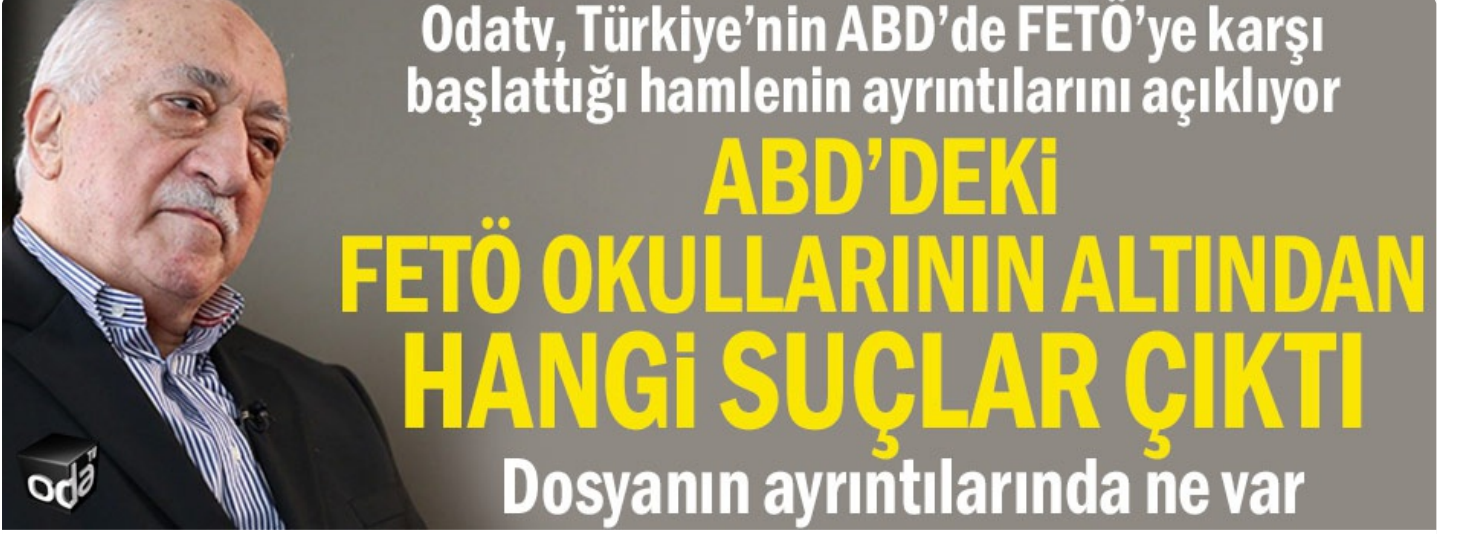 Odatv, Türkiye’nin ABD’de FETÖ’ye karşı
başlattığı hamlenin ayrıntılarını açıklıyor
ABD’DEKi
FETÖ OKULLARININ ALTINDAN
HANGi SUÇLAR ÇIKTI
Dosyanın ayrıntılarında ne var
oda
TV